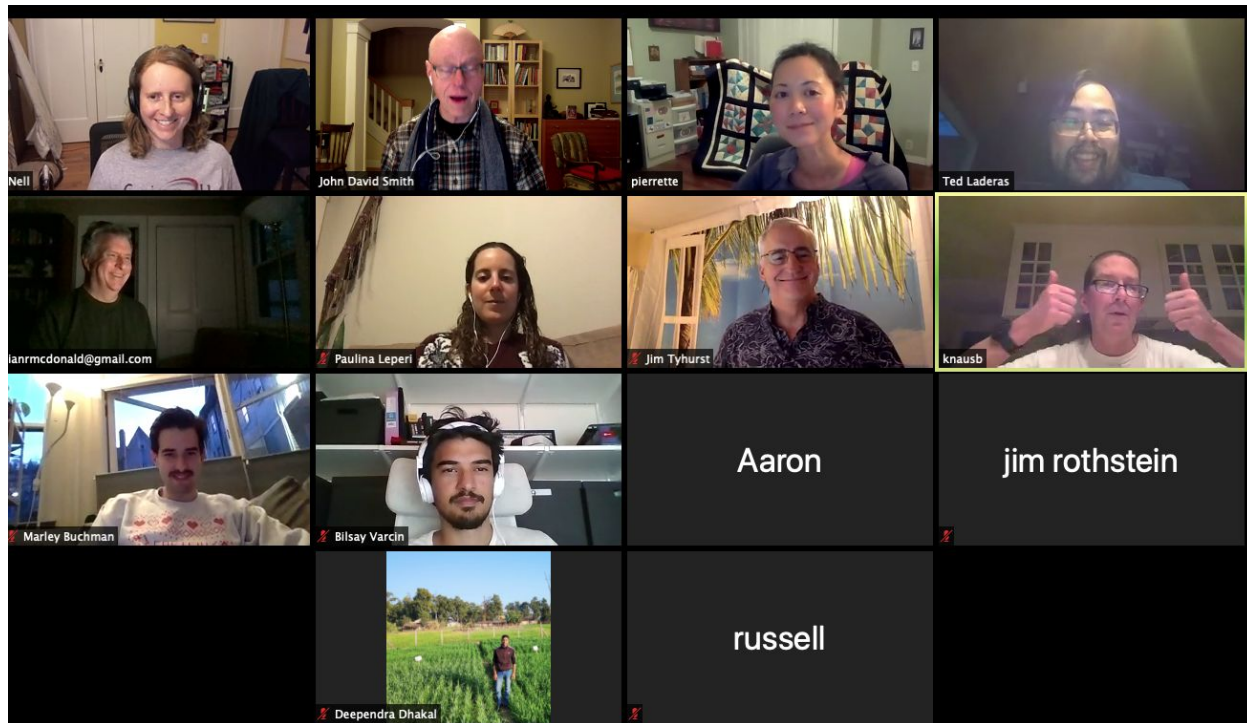 Nell
John David Smith
pierrette
Ted Laderas
ianrmcdonald@gmail.com
Paulina Leperi
Jim Tyhurst
knausb
Marley Buchman
Bilsay Varcin
Aaron
jim rothstein
Deependra Dhakal
russell